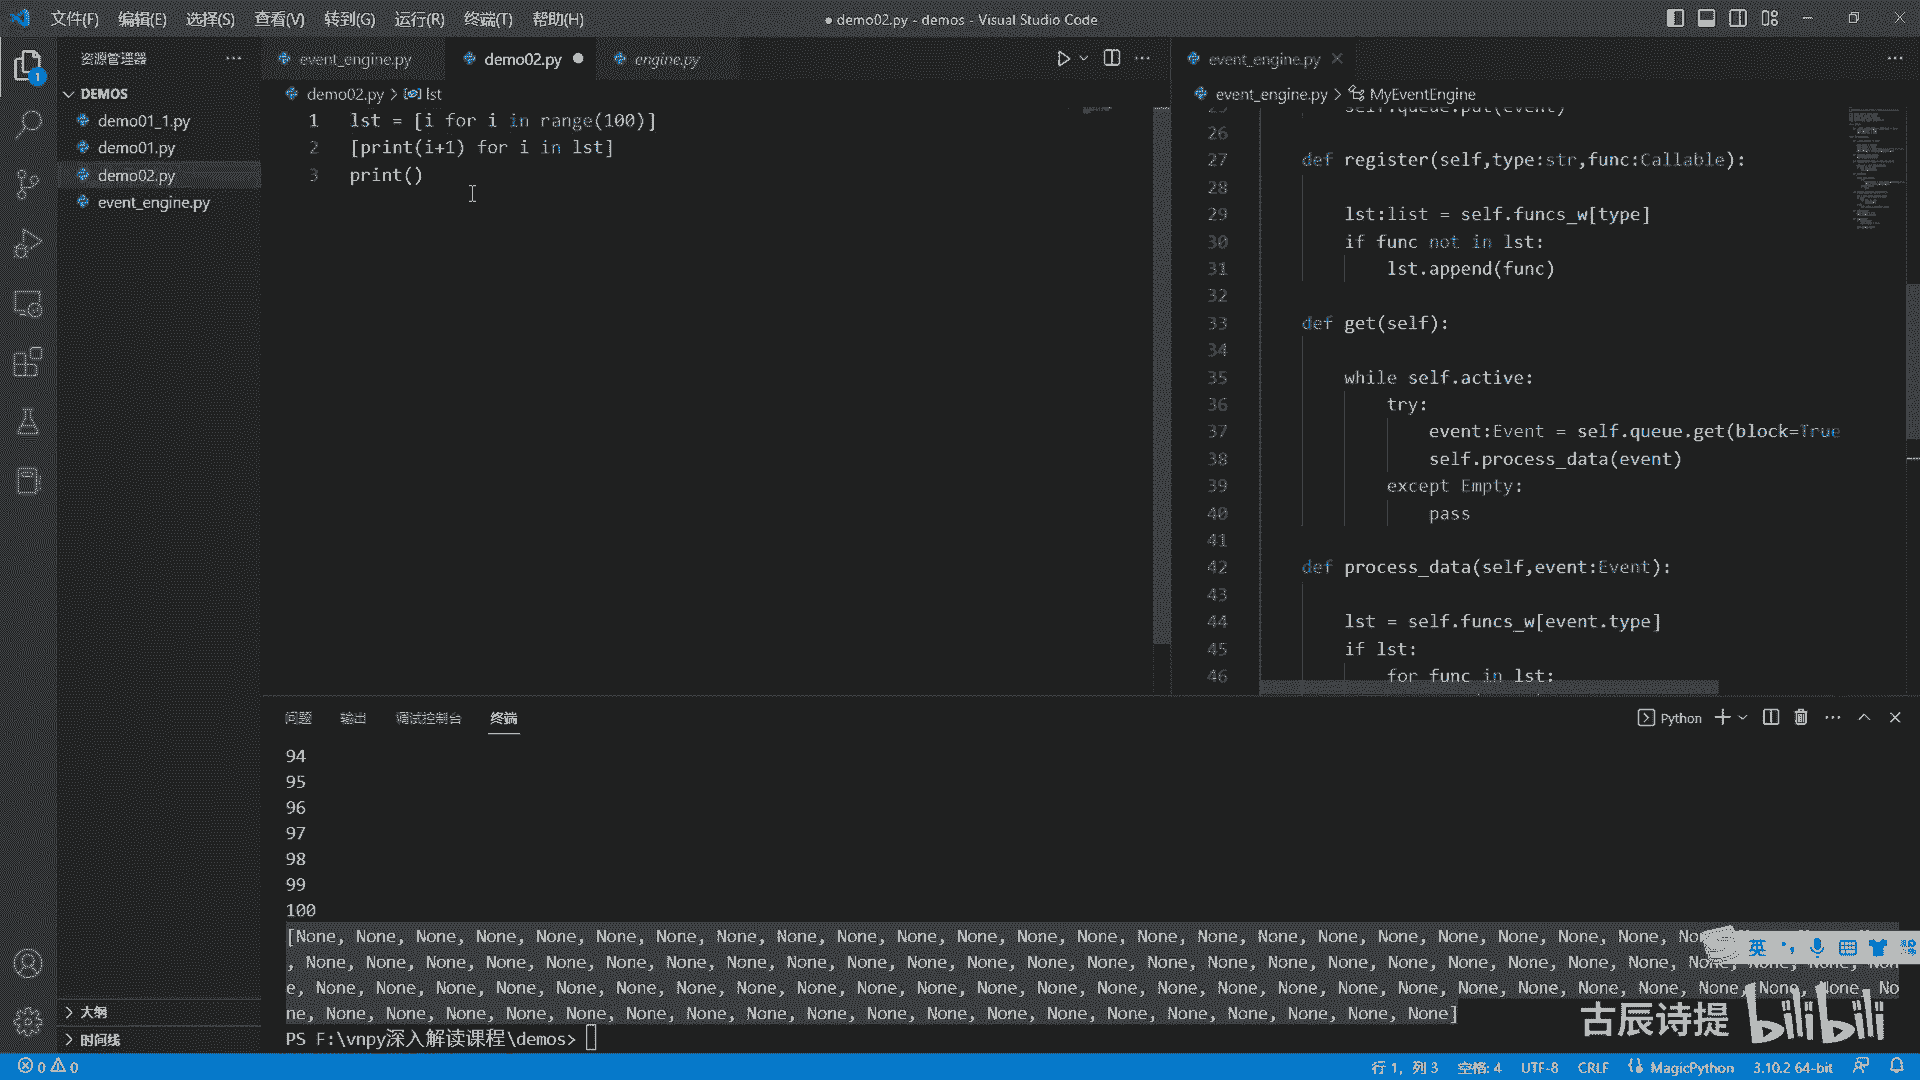 文件(F) 编辑(E) 选择(S) 查看(V) 转到(G) 运行(R) 终端(T) 帮助(H)
● demo02.py - demos - Visual Studio Code
资源管理器
DEMOS
demo01_1.py
demo01.py
demo02.py
event_engine.py
大纲
时间线
event_engine.py demo02.py ● engine.py
demo02.py > lst
1 lst = [i for i in range(100)]
2 [print(i+1) for i in lst]
3 print()
event_engine.py
event_engine.py > MyEventEngine
25 self.queue.put(event)
26
27 def register(self,type:str,func:Callable):
28
29 lst:list = self.funcs_w[type]
30 if func not in lst:
31 lst.append(func)
32
33 def get(self):
34
35 while self.active:
36 try:
37 event:Event = self.queue.get(block=True
38 self.process_data(event)
39 except Empty:
40 pass
41
42 def process_data(self,event:Event):
43
44 lst = self.funcs_w[event.type]
45 if lst:
46 for func in lst:
问题 输出 调试控制台 终端
Python
94
95
96
97
98
99
100
[None, None, None, None, None, None, None, None, None, None, None, None, None, None, None, None, None, None, None, None, None, None, None, No
, None, None, None, None, None, None, None, None, None, None, None, None, None, None, None, None, None, None, None, None, None, None, None, None, None, Non
e, None, None, None, None, None, None, None, None, None, None, None, None, None, None, None, None, None, None, None, None, None, None, None, None, None, No
ne, None, None, None, None, None, None, None, None, None, None, None, None, None, None, None, None, None, None, None]
PS F:\vnpy深入解读课程\demos>
英
古辰诗提 bilibili
1
0 0
行 1，列 3 空格: 4 UTF-8 CRLF MagicPython 3.10.2 64-bit